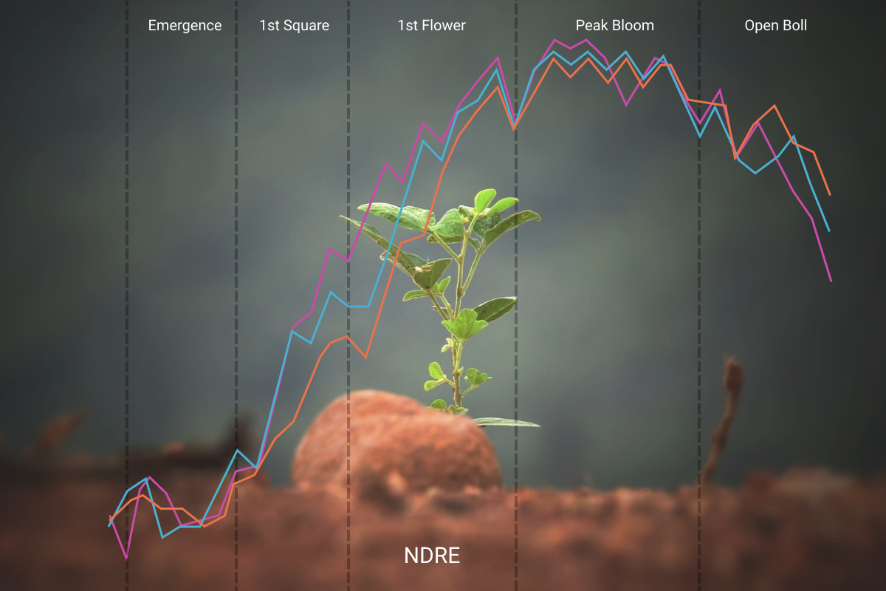 Emergence
1st Square
1st Flower
Peak Bloom
Open Boll
NDRE